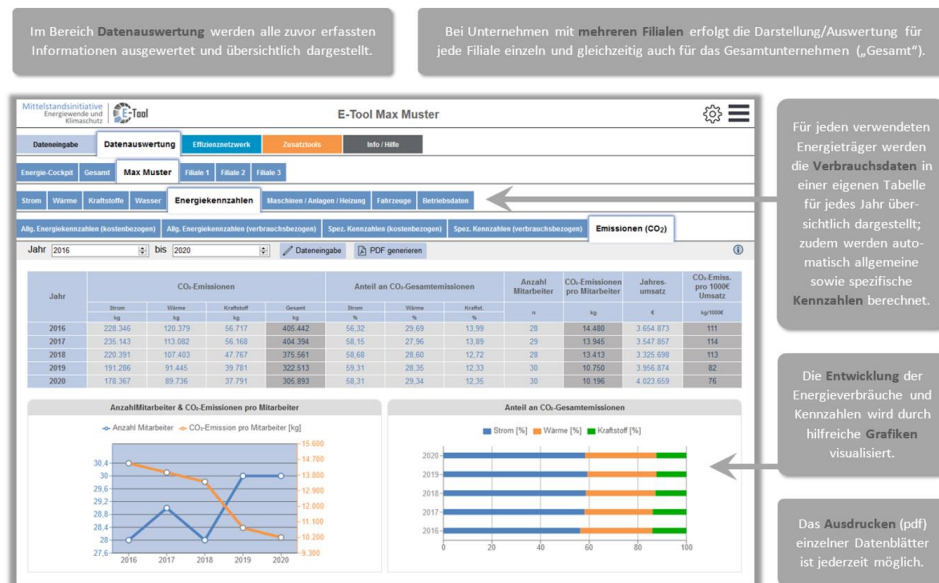 Im Bereich Datenauswertung werden alle zuvor erfassten
Informationen ausgewertet und übersichtlich dargestellt.
Bei Unternehmen mit mehreren Filialen erfolgt die Darstellung/Auswertung für
jede Filiale einzeln und gleichzeitig auch für das Gesamtunternehmen („Gesamt“).
Mittelstandsinitiative
Energiewende und
Klimaschutz
E-Tool
E-Tool Max Muster
Dateneingabe Datenauswertung Effizienznetzwerk Zusatztools Info / Hilfe
Energie-Cockpit Gesamt Max Muster Filiale 1 Filiale 2 Filiale 3
Strom Wärme Kraftstoffe Wasser Energiekennzahlen Maschinen / Anlagen / Heizung Fahrzeuge Betriebsdaten
Allg. Energiekennzahlen (kostenbezogen) Allg. Energiekennzahlen (verbrauchsbezogen) Spez. Kennzahlen (kostenbezogen) Spez. Kennzahlen (verbrauchsbezogen) Emissionen (CO₂)
Jahr 2016 bis 2020 Dateneingabe PDF generieren
Jahr CO₂-Emissionen Anteil an CO₂-Gesamtemissionen Anzahl Mitarbeiter CO₂-Emissionen pro Mitarbeiter Jahres-umsatz CO₂-Emiss. pro 1000€ Umsatz
Strom Wärme Kraftstoff Gesamt Strom Wärme Kraftst. n kg € kg/1000€
kg kg kg kg % % %
2016 228.346 120.379 56.717 405.442 56,32 29,69 13,99 28 14.480 3.654.873 111
2017 235.143 113.082 56.168 404.394 58,15 27,96 13,89 29 13.945 3.547.857 114
2018 220.391 107.403 47.767 375.561 58,68 28,60 12,72 28 13.413 3.325.698 113
2019 191.286 91.445 39.781 322.513 59,31 28,35 12,33 30 10.750 3.956.874 82
2020 178.367 89.736 37.791 305.893 58,31 29,34 12,35 30 10.196 4.023.659 76
AnzahlMitarbeiter & CO₂-Emissionen pro Mitarbeiter
Anzahl Mitarbeiter CO₂-Emission pro Mitarbeiter [kg]
15.600
30,4 14.700
30 13.800
29.6 12.900
29.2 12.000
28.8 11.100
28.4 10.200
28
27.6 9.300
2016 2017 2018 2019 2020
Anteil an CO₂-Gesamtemissionen
Strom [%] Wärme [%] Kraftstoff [%]
2020
2019
2018
2017
2016
0 20 40 60 80 100
Für jeden verwendeten
Energieträger werden
die Verbrauchsdaten in
einer eigenen Tabelle
für jedes Jahr über-
sichtlich dargestellt;
zudem werden auto-
matisch allgemeine
sowie spezifische
Kennzahlen berechnet.
Die Entwicklung der
Energieverbräuche und
Kennzahlen wird durch
hilfreiche Grafiken
visualisiert.
Das Ausdrucken (pdf)
einzelner Datenblätter
ist jederzeit möglich.